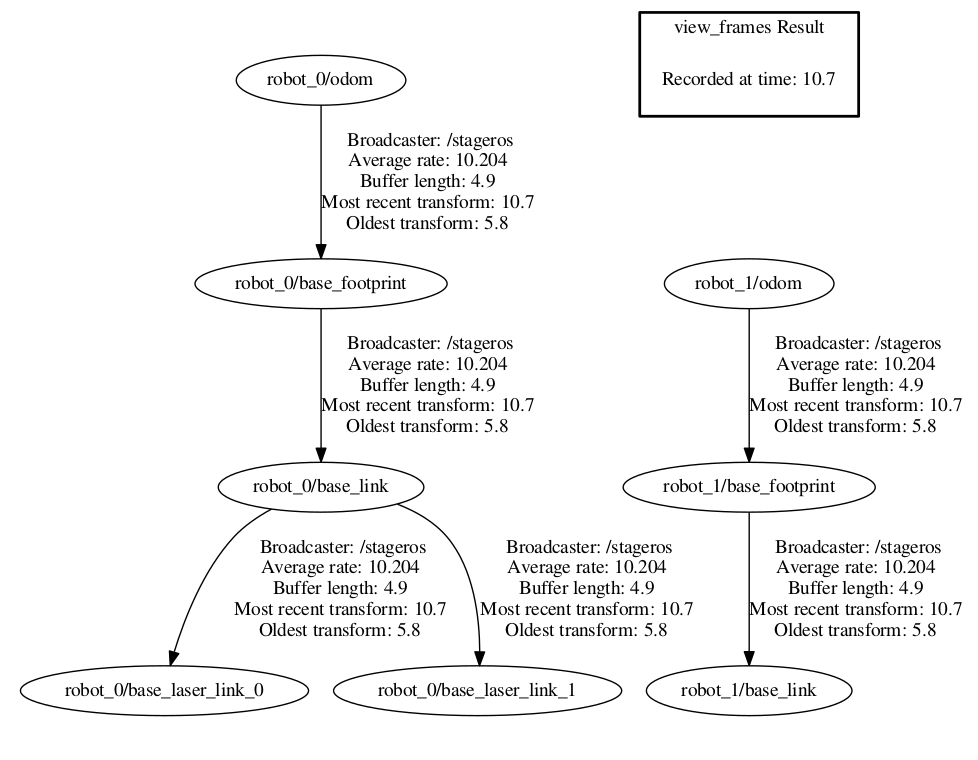 view_frames Result
Recorded at time: 10.7
robot_0/odom
Broadcaster: /stageros
Average rate: 10.204
Buffer length: 4.9
Most recent transform: 10.7
Oldest transform: 5.8
robot_0/base_footprint
robot_1/odom
Broadcaster: /stageros
Average rate: 10.204
Buffer length: 4.9
Most recent transform: 10.7
Oldest transform: 5.8
Broadcaster: /stageros
Average rate: 10.204
Buffer length: 4.9
Most recent transform: 10.7
Oldest transform: 5.8
robot_0/base_link
robot_1/base_footprint
Broadcaster: /stageros
Average rate: 10.204
Buffer length: 4.9
Most recent transform: 10.7
Oldest transform: 5.8
Broadcaster: /stageros
Average rate: 10.204
Buffer length: 4.9
Most recent transform: 10.7
Oldest transform: 5.8
Broadcaster: /stageros
Average rate: 10.204
Buffer length: 4.9
Most recent transform: 10.7
Oldest transform: 5.8
robot_0/base_laser_link_0
robot_0/base_laser_link_1
robot_1/base_link